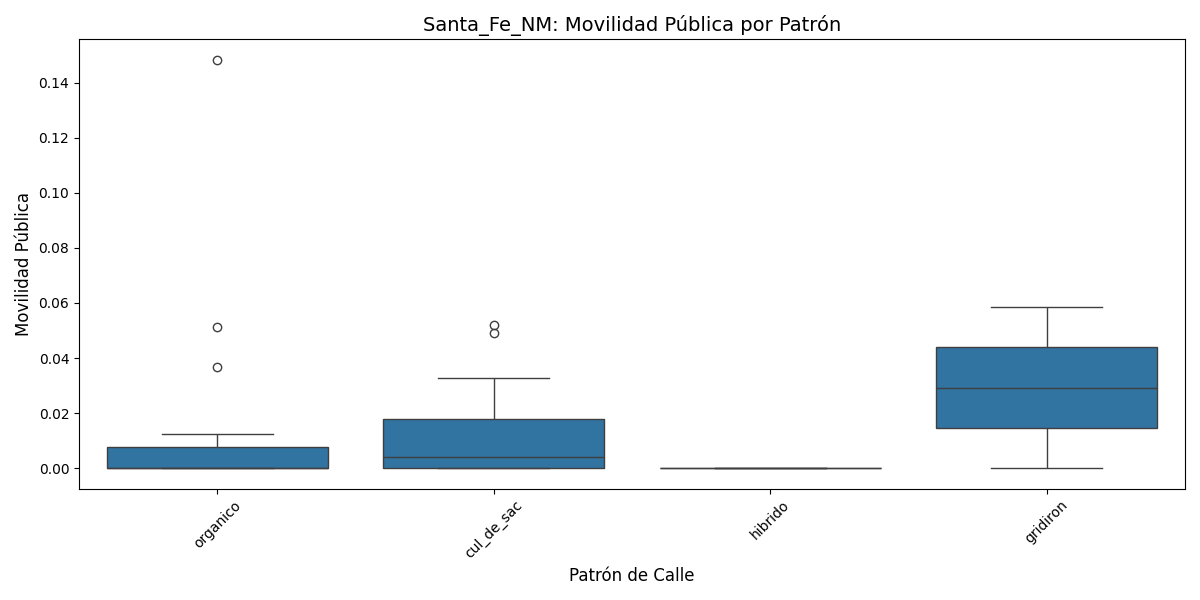 Santa_Fe_NM: Movilidad Pública por Patrón
Movilidad Pública
0.14
0.12
0.10
0.08
0.06
0.04
0.02
0.00
organico
cul_de_sac
hibrido
gridiron
Patrón de Calle